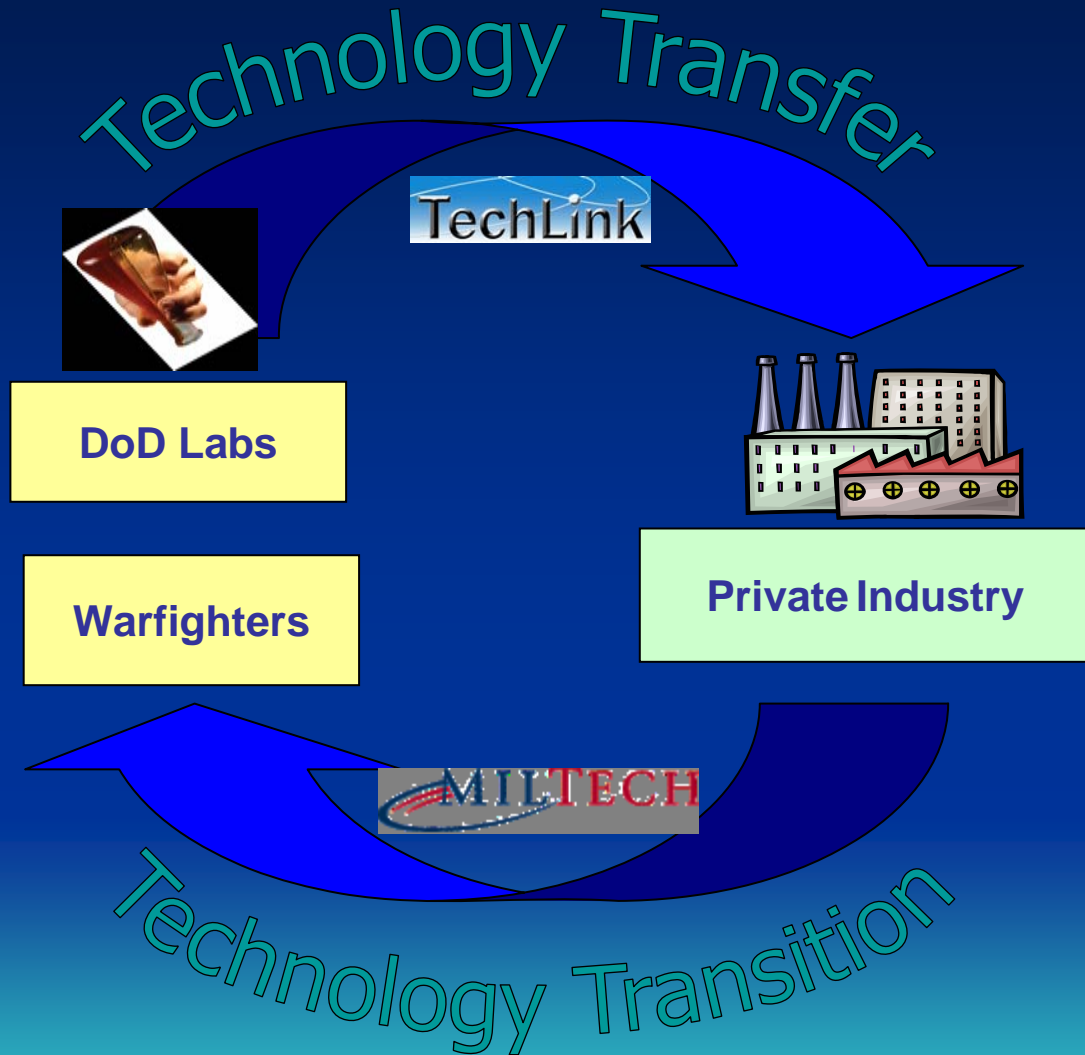 Technology Transfer
TechLink
DoD Labs
Private Industry
Warfighters
MILTECH
Technology Transition